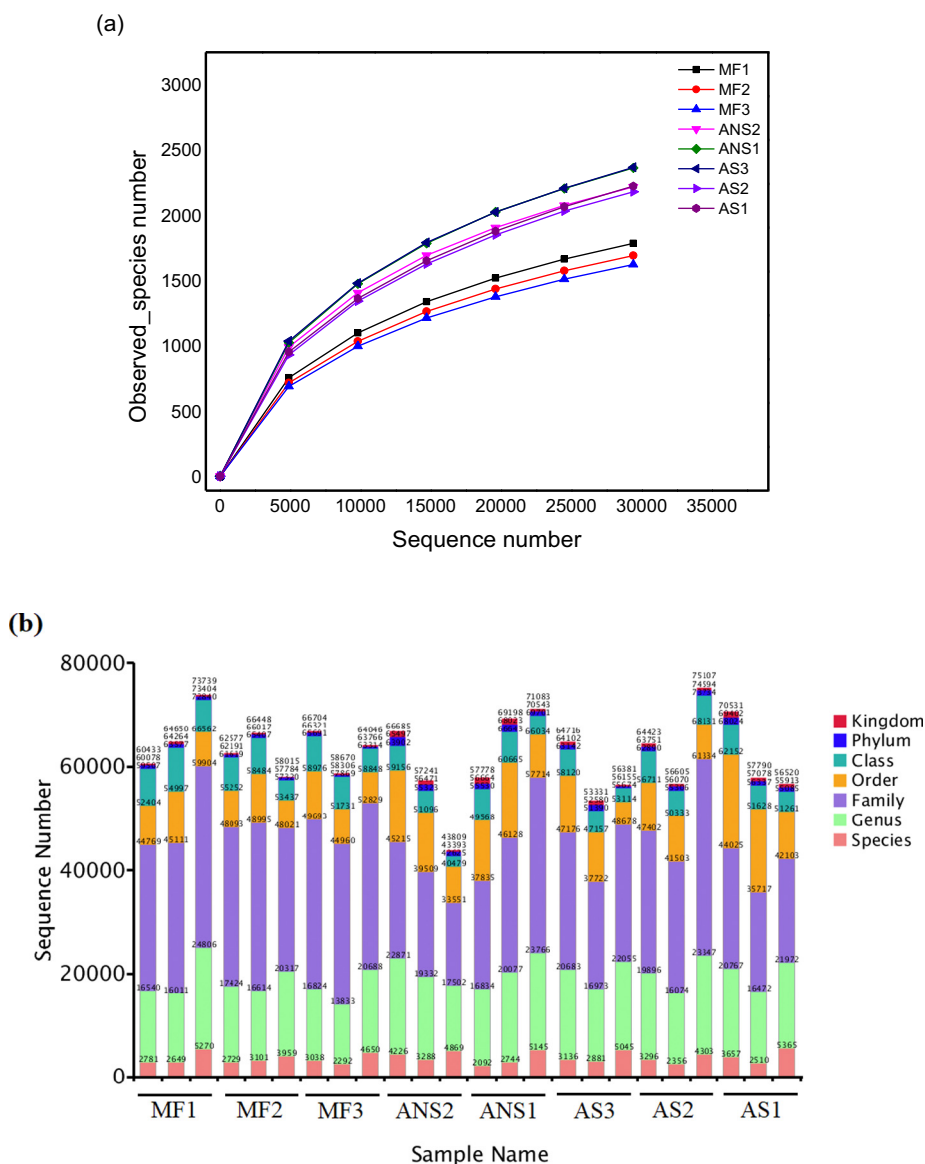 (a)
3000
2500
2000
1500
1000
500
0
Observed_species number
MF1
MF2
MF3
ANS2
ANS1
AS3
AS2
AS1
0 5000 10000 15000 20000 25000 30000 35000
Sequence number
(b)
80000
60000
40000
20000
0
Sequence Number
60433 64650 73739 62577 66448 58015 66704 58670 64046 66685 57241 43809 57778 69198 71083 64716 53331 56381 64423 56605 75107 70531 57790 56520
60078 64264 73404 62191 66017 57784 66321 58306 63766 65497 56471 43393 56664 68023 70543 64102 52580 56155 63751 56070 74594 69402 57078 55913
52404 54997 66562 55252 58484 53437 58976 51731 58848 59156 51096 40479 49568 60665 66034 58120 47157 53114 56711 50333 68131 62152 51628 51261
44769 45111 59904 48093 48995 48021 49693 44960 52829 45215 39509 33551 37835 46128 57714 47176 37722 48678 47402 41503 61334 44025 35717 42103
16540 16011 24806 17424 16614 20317 16824 13833 20688 22871 19332 17502 16834 20077 23766 20683 16973 22055 19896 16074 23347 20767 16472 21972
2781 2649 5270 2729 3101 3959 3038 2292 4650 4226 3288 4869 2092 2744 5145 3136 2881 5045 3296 2356 4303 3657 2510 5365
Kingdom
Phylum
Class
Order
Family
Genus
Species
MF1 MF2 MF3 ANS2 ANS1 AS3 AS2 AS1
Sample Name